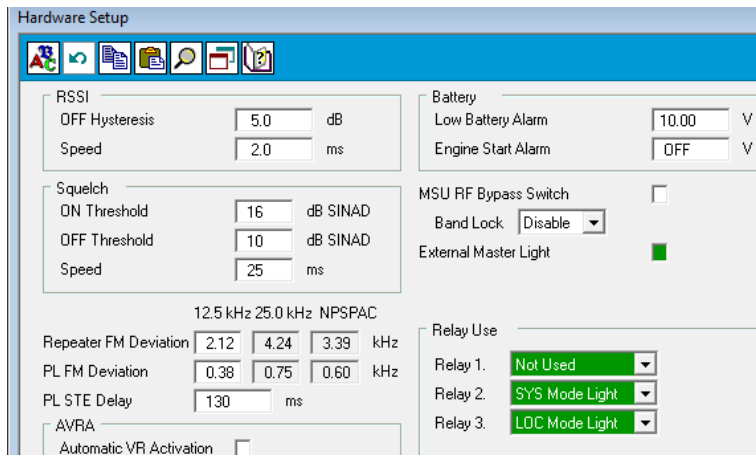 Hardware Setup
RSSI
OFF Hysteresis 5.0 dB
Speed 2.0 ms
Squelch
ON Threshold 16 dB SINAD
OFF Threshold 10 dB SINAD
Speed 25 ms
12.5 kHz 25.0 kHz NPSPAC
Repeater FM Deviation 2.12 4.24 3.39 kHz
PL FM Deviation 0.38 0.75 0.60 kHz
PL STE Delay 130 ms
AVRA
Automatic VR Activation
Battery
Low Battery Alarm 10.00 V
Engine Start Alarm OFF V
MSU RF Bypass Switch
Band Lock Disable
External Master Light
Relay Use
Relay 1. Not Used
Relay 2. SYS Mode Light
Relay 3. LOC Mode Light